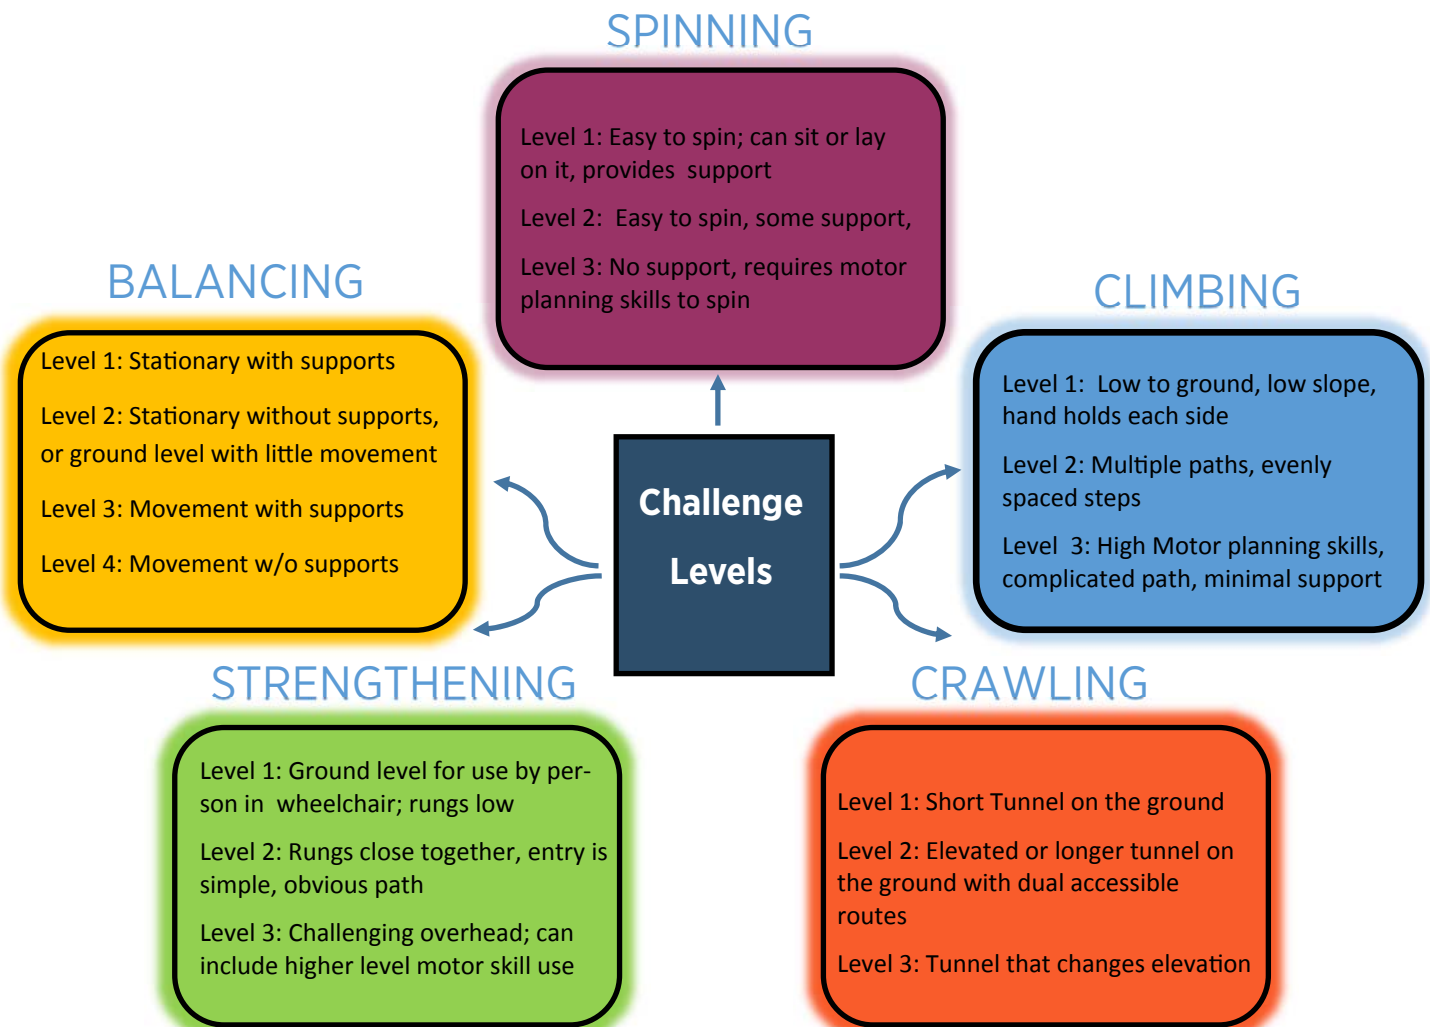 SPINNING
Level 1: Easy to spin; can sit or lay
on it, provides  support
Level 2:  Easy to spin, some support,
Level 3: No support, requires motor
planning skills to spin
BALANCING
Level 1: Stationary with supports
Level 2: Stationary without supports,
or ground level with little movement
Level 3: Movement with supports
Level 4: Movement w/o supports
CLIMBING
Level 1:  Low to ground, low slope,
hand holds each side
Level 2: Multiple paths, evenly
spaced steps
Level  3: High Motor planning skills,
complicated path, minimal support
Challenge
Levels
STRENGTHENING
Level 1: Ground level for use by per-
son in  wheelchair; rungs low
Level 2: Rungs close together, entry is
simple, obvious path
Level 3: Challenging overhead; can
include higher level motor skill use
CRAWLING
Level 1: Short Tunnel on the ground
Level 2: Elevated or longer tunnel on
the ground with dual accessible
routes
Level 3: Tunnel that changes elevation